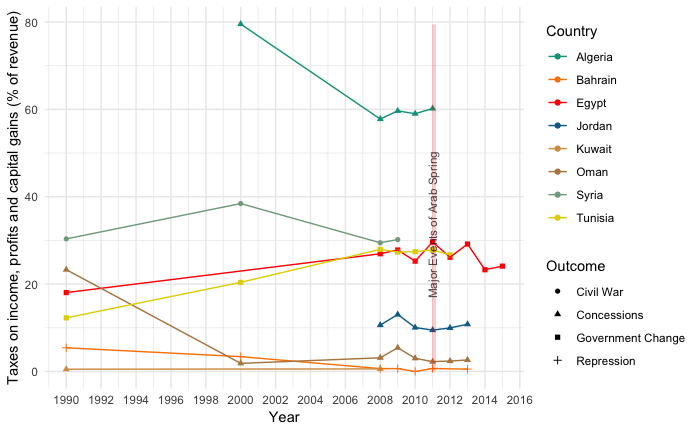 Taxes on income, profits and capital gains (% of revenue)
80
60
40
20
0
Major Events of Arab Spring
1990 1992 1994 1996 1998 2000 2002 2004 2006 2008 2010 2012 2014 2016
Year
Country
Algeria
Bahrain
Egypt
Jordan
Kuwait
Oman
Syria
Tunisia
Outcome
Civil War
Concessions
Government Change
Repression